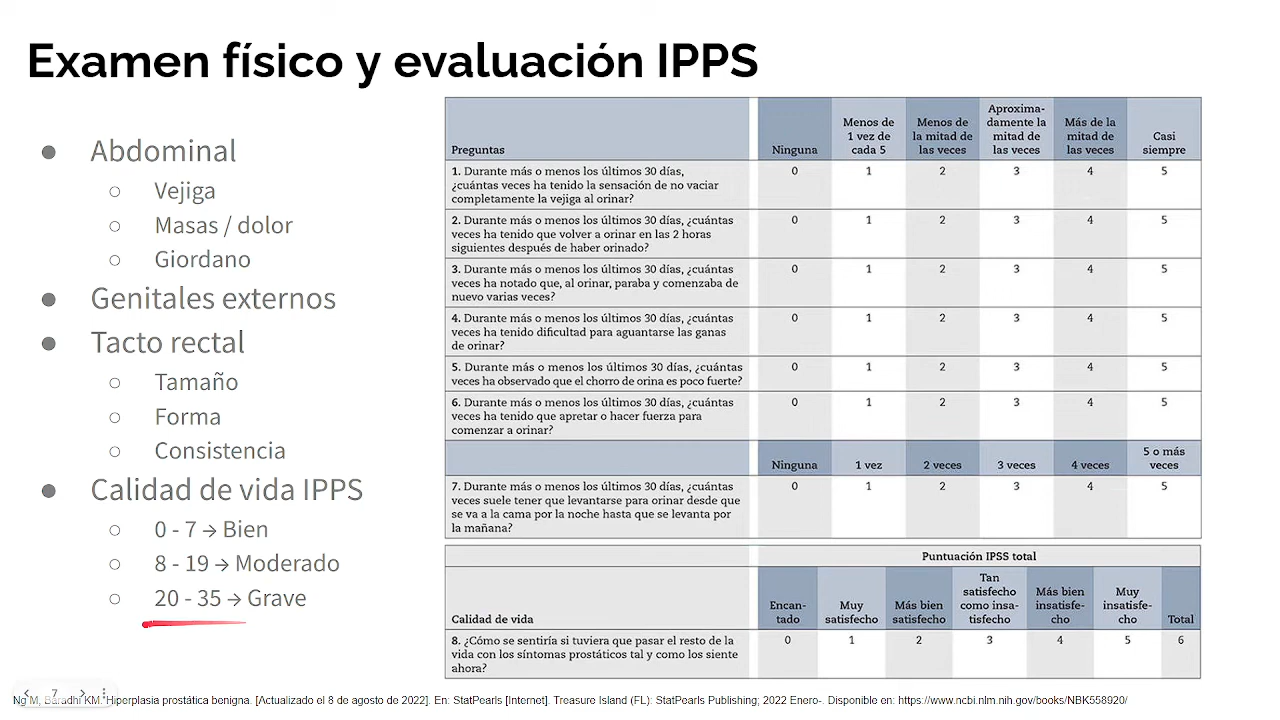 Examen físico y evaluación IPPS
● Abdominal
○ Vejiga
○ Masas / dolor
○ Giordano
● Genitales externos
● Tacto rectal
○ Tamaño
○ Forma
○ Consistencia
● Calidad de vida IPPS
○ 0 - 7 → Bien
○ 8 - 19 → Moderado
○ 20 - 35 → Grave
Preguntas
Ninguna
Menos de
1 vez de
cada 5
Menos de
la mitad de
las veces
Aproxima-
damente la
mitad de
las veces
Más de la
mitad de
las veces
Casi
siempre
1. Durante más o menos los últimos 30 días,
¿cuántas veces ha tenido la sensación de no vaciar
completamente la vejiga al orinar?
0 1 2 3 4 5
2. Durante más o menos los últimos 30 días, ¿cuántas
veces ha tenido que volver a orinar en las 2 horas
siguientes después de haber orinado?
0 1 2 3 4 5
3. Durante más o menos los últimos 30 días, ¿cuántas
veces ha notado que, al orinar, paraba y comenzaba de
nuevo varias veces?
0 1 2 3 4 5
4. Durante más o menos los últimos 30 días, ¿cuántas
veces ha tenido dificultad para aguantarse las ganas
de orinar?
0 1 2 3 4 5
5. Durante más o menos los últimos 30 días, ¿cuántas
veces ha observado que el chorro de orina es poco fuerte?
0 1 2 3 4 5
6. Durante más o menos los últimos 30 días, ¿cuántas
veces ha tenido que apretar o hacer fuerza para
comenzar a orinar?
0 1 2 3 4 5
Ninguna
1 vez
2 veces
3 veces
4 veces
5 o más
veces
7. Durante más o menos los últimos 30 días, ¿cuántas
veces suele tener que levantarse para orinar desde que
se va a la cama por la noche hasta que se levanta por
la mañana?
0 1 2 3 4 5
Puntuación IPSS total
Calidad de vida
Encan-
tado
Muy
satisfecho
Más bien
satisfecho
Tan
satisfecho
como insa-
tisfecho
Más bien
insatisfe-
cho
Muy
insatisfe-
cho
Total
8. ¿Cómo se sentiría si tuviera que pasar el resto de la
vida con los síntomas prostáticos tal y como los siente
ahora?
0 1 2 3 4 5 6
7
Ng M, Baradhi KM. Hiperplasia prostática benigna. [Actualizado el 8 de agosto de 2022]. En: StatPearls [Internet]. Treasure Island (FL): StatPearls Publishing; 2022 Enero-. Disponible en: https://www.ncbi.nlm.nih.gov/books/NBK558920/